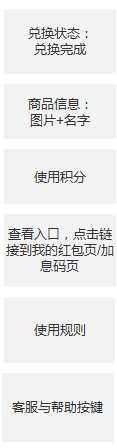 兑换状态：
兑换完成
商品信息：
图片+名字
使用积分
查看入口，点击链
接到我的红包页/加
息码页
使用规则
客服与帮助按键